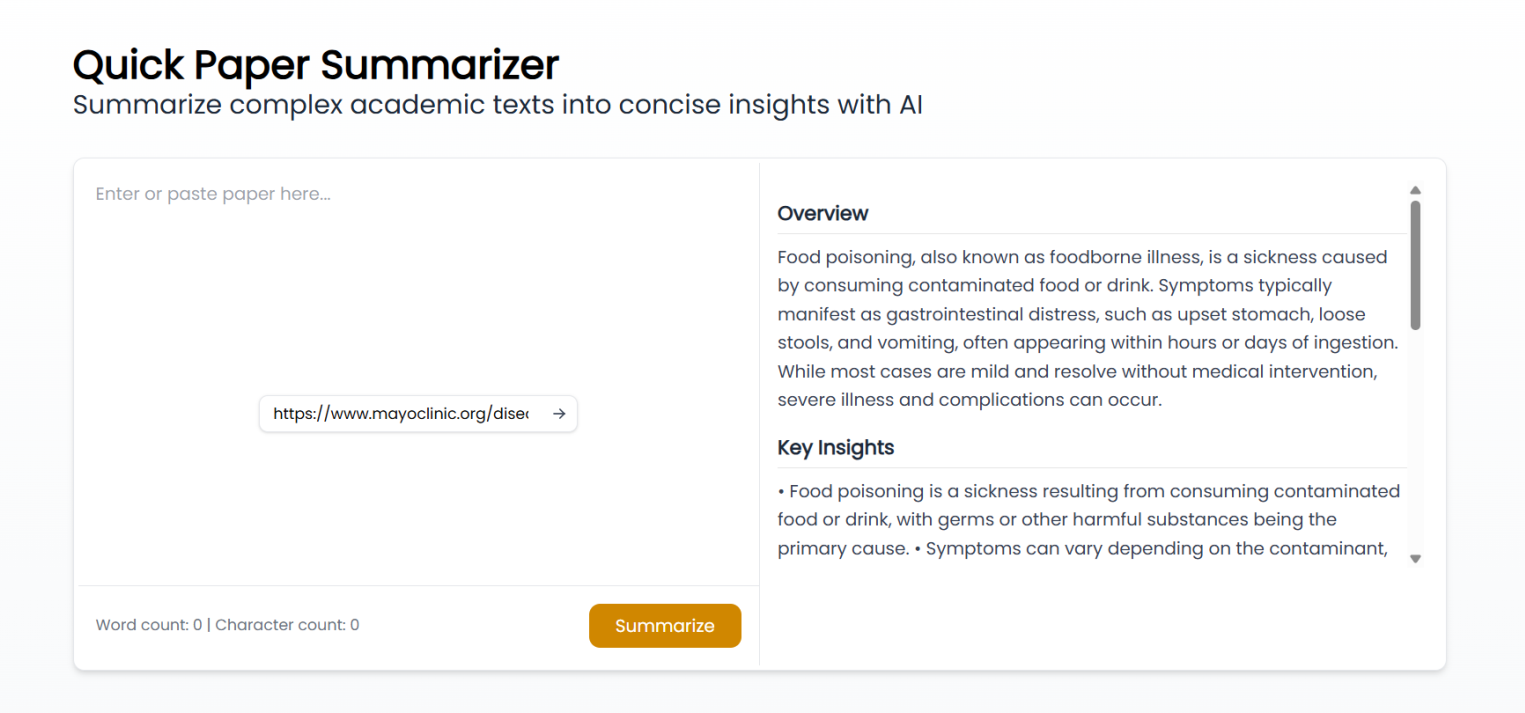 Quick Paper Summarizer
Summarize complex academic texts into concise insights with AI
Enter or paste paper here...
https://www.mayoclinic.org/
Word count: 0 | Character count: 0
Summarize
Overview
Food poisoning, also known as foodborne illness, is a sickness caused
by consuming contaminated food or drink. Symptoms typically
manifest as gastrointestinal distress, such as upset stomach, loose
stools, and vomiting, often appearing within hours or days of ingestion.
While most cases are mild and resolve without medical intervention,
severe illness and complications can occur.
Key Insights
• Food poisoning is a sickness resulting from consuming contaminated
food or drink, with germs or other harmful substances being the
primary cause. • Symptoms can vary depending on the contaminant,